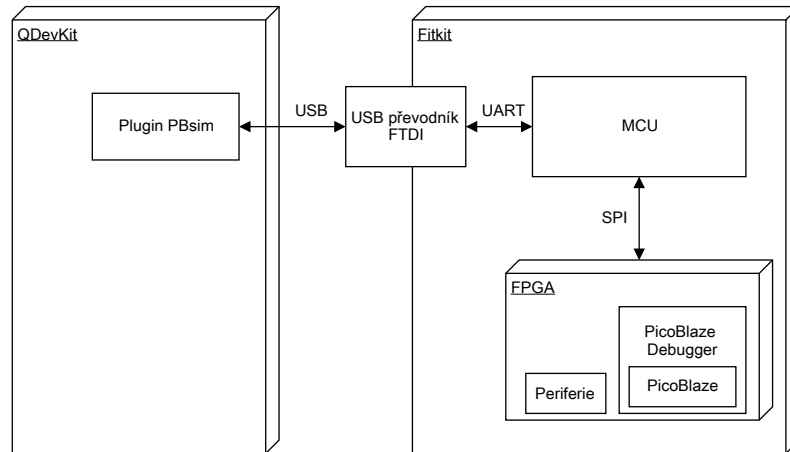 QDevKit
Fitkit
Plugin PBsim
USB
USB převodník
FTDI
UART
MCU
SPI
FPGA
PicoBlaze
Debugger
Periferie
PicoBlaze